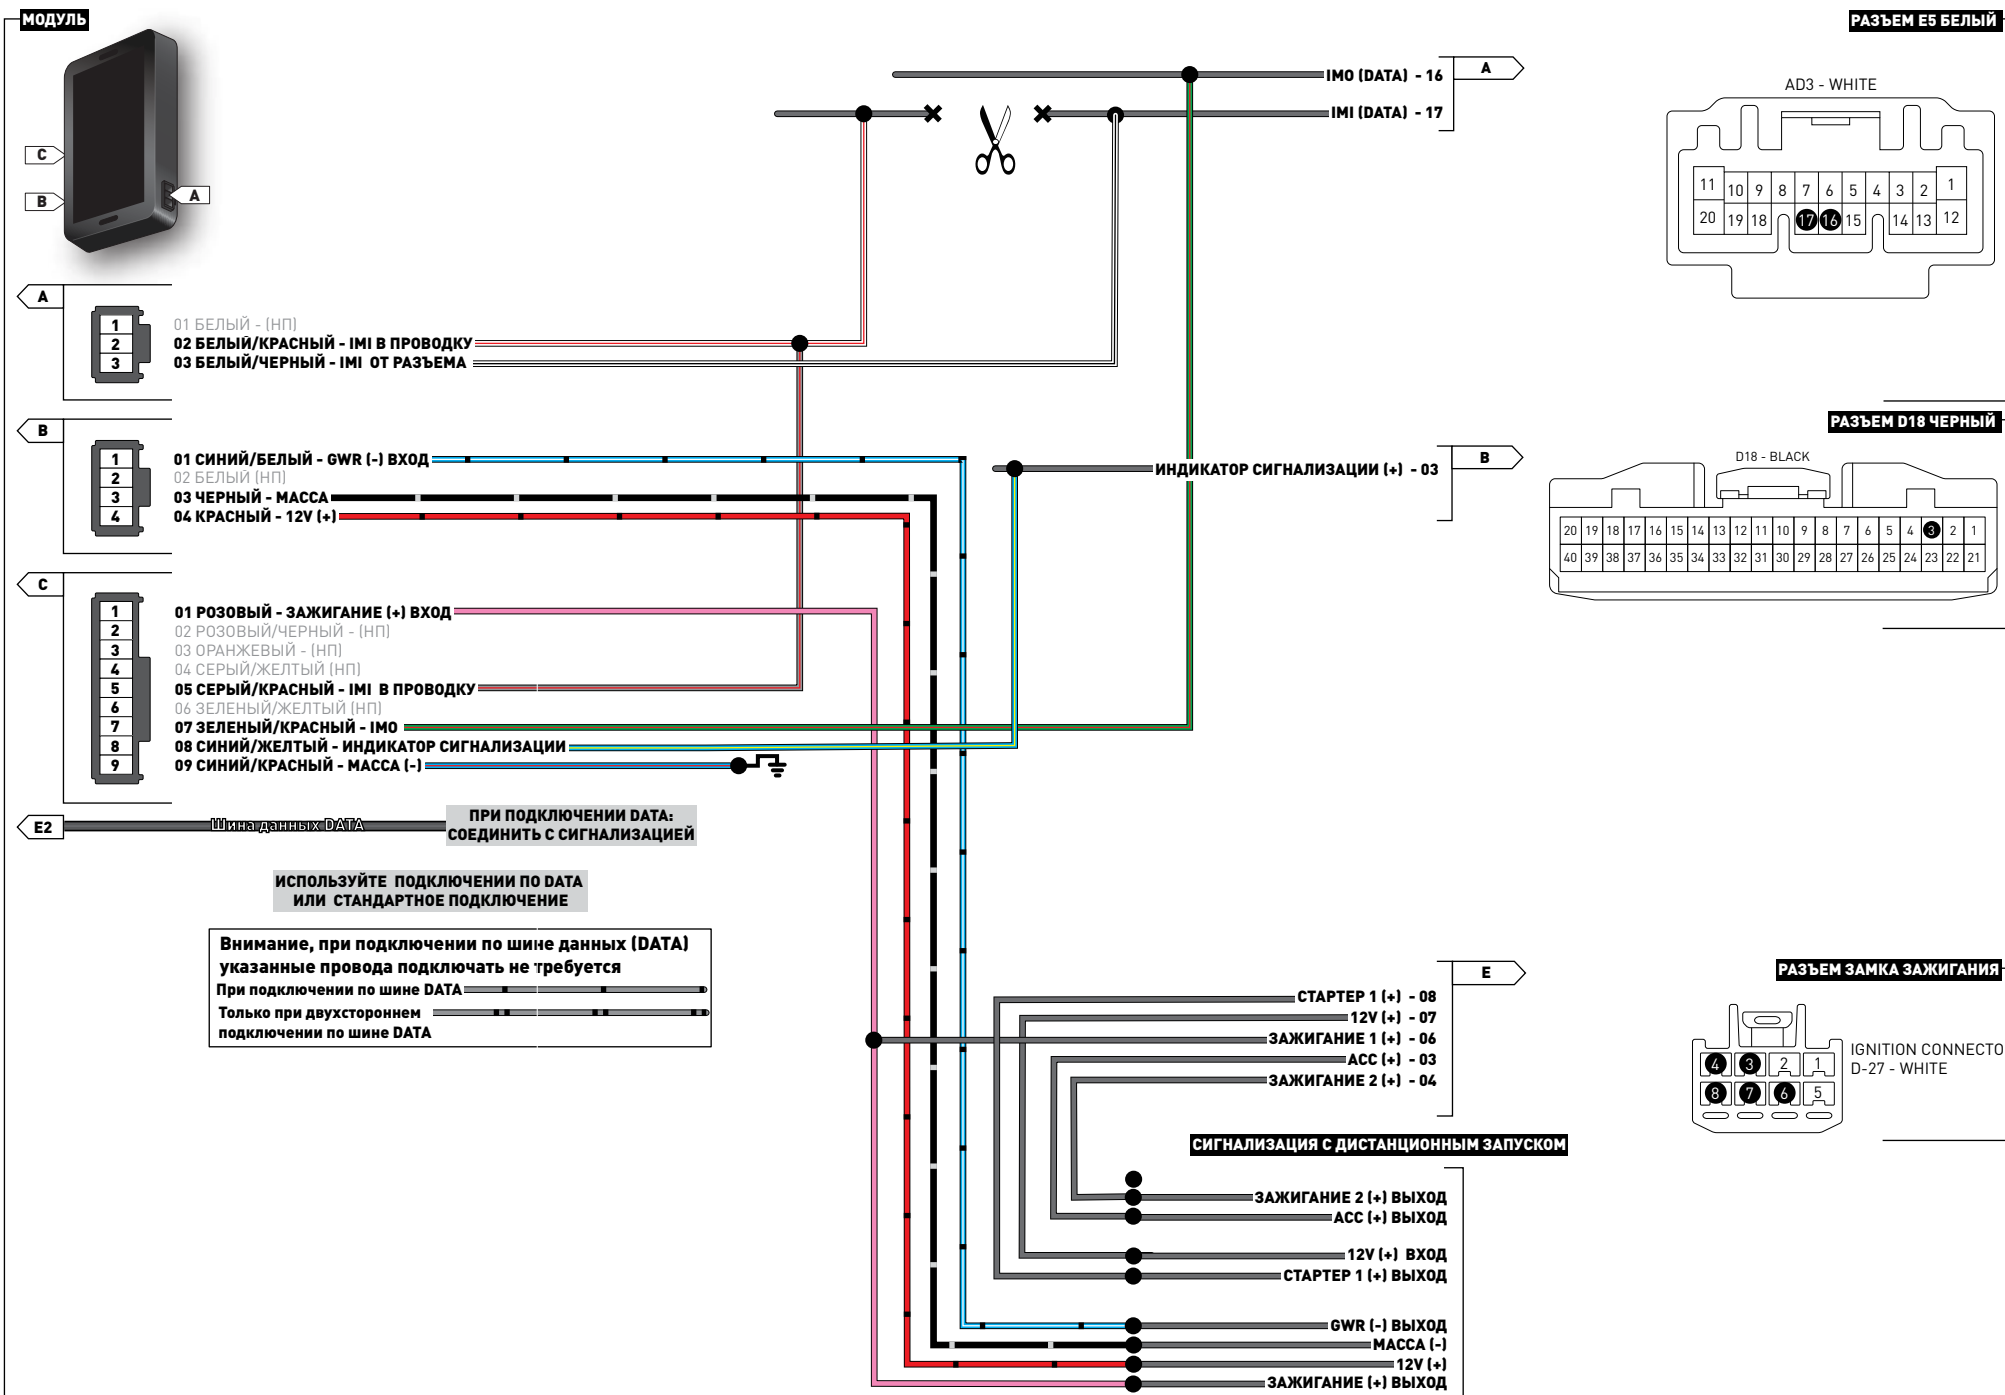 МОДУЛЬ
C
B
A
A
1
2
3
01 БЕЛЫЙ - (НП)
02 БЕЛЫЙ/КРАСНЫЙ - IMI В ПРОВОДКУ
03 БЕЛЫЙ/ЧЕРНЫЙ - IMI ОТ РАЗЪЕМА
B
1
2
3
4
01 СИНИЙ/БЕЛЫЙ - GWR (-) ВХОД
02 БЕЛЫЙ (НП)
03 ЧЕРНЫЙ - МАССА
04 КРАСНЫЙ - 12V (+)
C
1
2
3
4
5
6
7
8
9
01 РОЗОВЫЙ - ЗАЖИГАНИЕ (+) ВХОД
02 РОЗОВЫЙ/ЧЕРНЫЙ - (НП)
03 ОРАНЖЕВЫЙ - (НП)
04 СЕРЫЙ/ЖЕЛТЫЙ (НП)
05 СЕРЫЙ/КРАСНЫЙ - IMI В ПРОВОДКУ
06 ЗЕЛЕНЫЙ/ЖЕЛТЫЙ (НП)
07 ЗЕЛЕНЫЙ/КРАСНЫЙ - IMO
08 СИНИЙ/ЖЕЛТЫЙ - ИНДИКАТОР СИГНАЛИЗАЦИИ
09 СИНИЙ/КРАСНЫЙ - МАССА (-)
E2
Шина данных DATA
ПРИ ПОДКЛЮЧЕНИИ DATA:
СОЕДИНИТЬ С СИГНАЛИЗАЦИЕЙ
ИСПОЛЬЗУЙТЕ ПОДКЛЮЧЕНИИ ПО DATA
ИЛИ СТАНДАРТНОЕ ПОДКЛЮЧЕНИЕ
Внимание, при подключении по шине данных (DATA)
указанные провода подключать не требуется
При подключении по шине DATA
Только при двухстороннем
подключении по шине DATA
IMO (DATA) - 16
IMI (DATA) - 17
A
ИНДИКАТОР СИГНАЛИЗАЦИИ (+) - 03
B
E
СТАРТЕР 1 (+) - 08
12V (+) - 07
ЗАЖИГАНИЕ 1 (+) - 06
ACC (+) - 03
ЗАЖИГАНИЕ 2 (+) - 04
СИГНАЛИЗАЦИЯ С ДИСТАНЦИОННЫМ ЗАПУСКОМ
ЗАЖИГАНИЕ 2 (+) ВЫХОД
ACC (+) ВЫХОД
12V (+) ВХОД
СТАРТЕР 1 (+) ВЫХОД
GWR (-) ВЫХОД
МАССА (-)
12V (+)
ЗАЖИГАНИЕ (+) ВЫХОД
РАЗЪЕМ E5 БЕЛЫЙ
AD3 - WHITE
11 10 9 8 7 6 5 4 3 2 1
20 19 18 17 16 15 14 13 12
РАЗЪЕМ D18 ЧЕРНЫЙ
D18 - BLACK
20 19 18 17 16 15 14 13 12 11 10 9 8 7 6 5 4 3 2 1
40 39 38 37 36 35 34 33 32 31 30 29 28 27 26 25 24 23 22 21
РАЗЪЕМ ЗАМКА ЗАЖИГАНИЯ
IGNITION CONNECTO
D-27 - WHITE
4 3 2 1
8 7 6 5